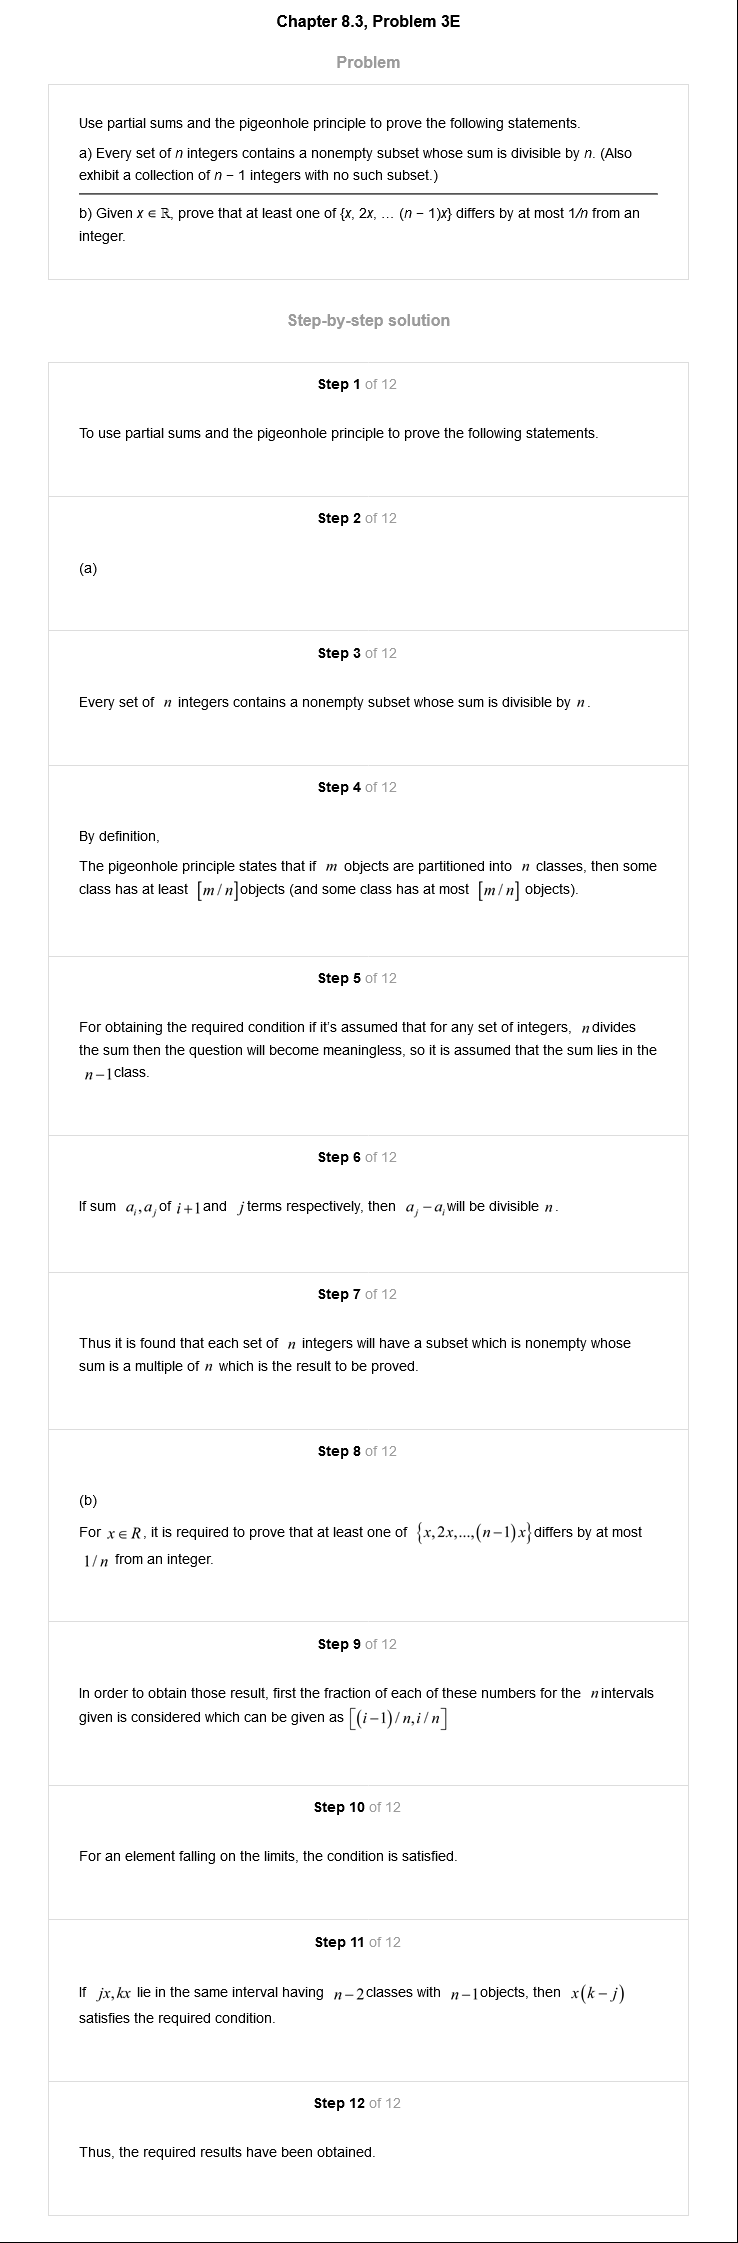 Chapter 8.3, Problem 3E
Problem
Use partial sums and the pigeonhole principle to prove the following statements.
a) Every set of n integers contains a nonempty subset whose sum is divisible by n. (Also
exhibit a collection of n − 1 integers with no such subset.)
b) Given x ∈ ℝ, prove that at least one of {x, 2x, … (n − 1)x} differs by at most 1/n from an
integer.
Step-by-step solution
Step 1 of 12
To use partial sums and the pigeonhole principle to prove the following statements.
Step 2 of 12
(a)
Step 3 of 12
Every set of n integers contains a nonempty subset whose sum is divisible by n.
Step 4 of 12
By definition,
The pigeonhole principle states that if m objects are partitioned into n classes, then some
class has at least [m/n]objects (and some class has at most [m/n] objects).
Step 5 of 12
For obtaining the required condition if it's assumed that for any set of integers, n divides
the sum then the question will become meaningless, so it is assumed that the sum lies in the
n−1 class.
Step 6 of 12
If sum a_i, a_j of i+1 and j terms respectively, then a_j − a_i will be divisible n.
Step 7 of 12
Thus it is found that each set of n integers will have a subset which is nonempty whose
sum is a multiple of n which is the result to be proved.
Step 8 of 12
(b)
For x ∈ R, it is required to prove that at least one of {x, 2x,...,(n−1)x} differs by at most
1/n from an integer.
Step 9 of 12
In order to obtain those result, first the fraction of each of these numbers for the n intervals
given is considered which can be given as [(i−1)/n, i/n]
Step 10 of 12
For an element falling on the limits, the condition is satisfied.
Step 11 of 12
If jx, kx lie in the same interval having n−2 classes with n−1 objects, then x(k−j)
satisfies the required condition.
Step 12 of 12
Thus, the required results have been obtained.